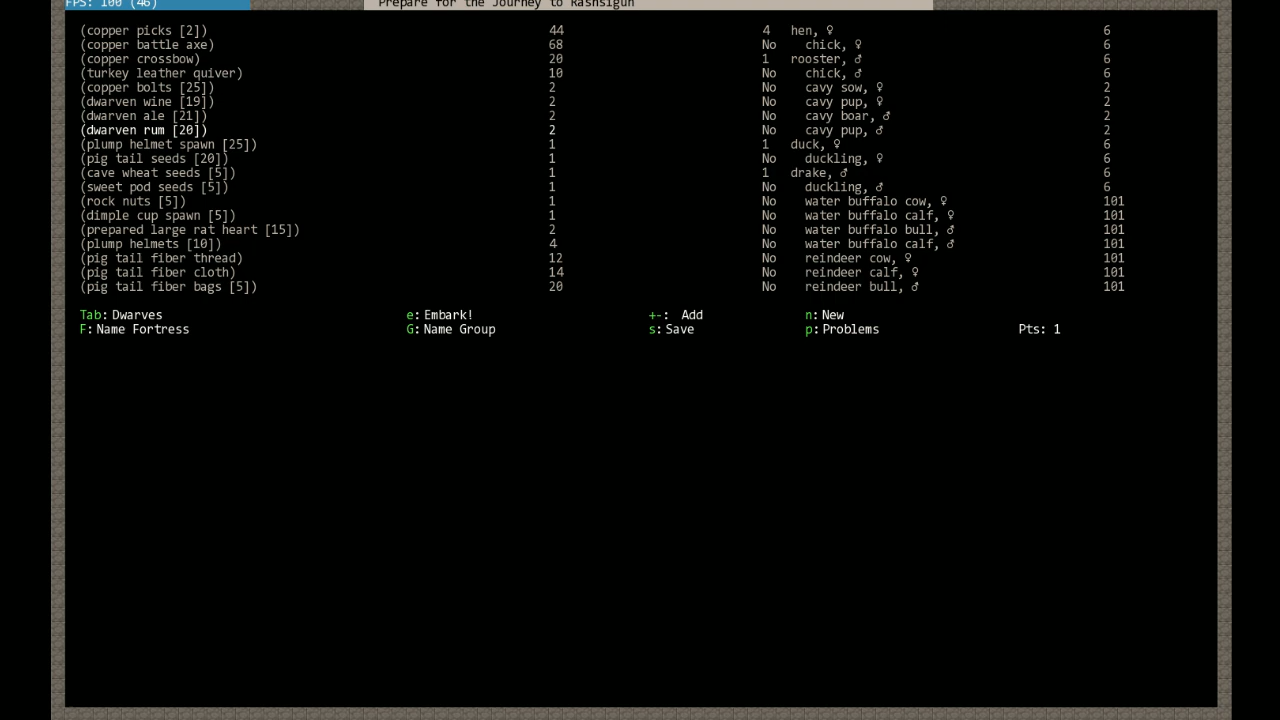 FPS: 100 (46) Prepare for the Journey to Rashsigun
(copper picks [2]) 44 4 hen, ♀ 6
(copper battle axe) 68 No chick, ♀ 6
(copper crossbow) 20 1 rooster, ♂ 6
(turkey leather quiver) 10 No chick, ♂ 6
(copper bolts [25]) 2 No cavy sow, ♀ 2
(dwarven wine [19]) 2 No cavy pup, ♀ 2
(dwarven ale [21]) 2 No cavy boar, ♂ 2
(dwarven rum [20]) 2 No cavy pup, ♂ 2
(plump helmet spawn [25]) 1 1 duck, ♀ 6
(pig tail seeds [20]) 1 No duckling, ♀ 6
(cave wheat seeds [5]) 1 1 drake, ♂ 6
(sweet pod seeds [5]) 1 No duckling, ♂ 6
(rock nuts [5]) 1 No water buffalo cow, ♀ 101
(dimple cup spawn [5]) 1 No water buffalo calf, ♀ 101
(prepared large rat heart [15]) 2 No water buffalo bull, ♂ 101
(plump helmets [10]) 4 No water buffalo calf, ♂ 101
(pig tail fiber thread) 12 No reindeer cow, ♀ 101
(pig tail fiber cloth) 14 No reindeer calf, ♀ 101
(pig tail fiber bags [5]) 20 No reindeer bull, ♂ 101
Tab: Dwarves e: Embark! +-: Add n: New
F: Name Fortress G: Name Group s: Save p: Problems Pts: 1